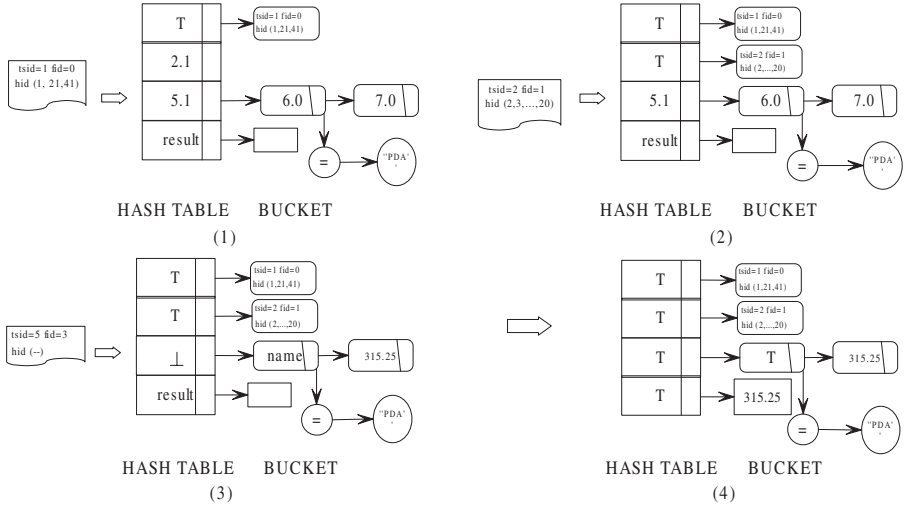 T
tsid=1 fid=0
hid (1,21,41)
tsid=1 fid=0
hid (1, 21,41)
2.1
5.1
6.0
7.0
result
=
"PDA'
'
HASH TABLE BUCKET
(1)
T
tsid=1 fid=0
hid (1,21,41)
T
tsid=2 fid=1
hid (2,...,20)
tsid=2 fid=1
hid (2,3,...,20)
5.1
6.0
7.0
result
=
"PDA'
'
HASH TABLE BUCKET
(2)
T
tsid=1 fid=0
hid (1,21,41)
T
tsid=2 fid=1
hid (2,...,20)
tsid=5 fid=3
hid (--)
⊥
name
315.25
result
=
"PDA'
'
HASH TABLE BUCKET
(3)
T
tsid=1 fid=0
hid (1,21,41)
T
tsid=2 fid=1
hid (2,...,20)
T
T
315.25
T
315.25
=
"PDA'
'
HASH TABLE BUCKET
(4)